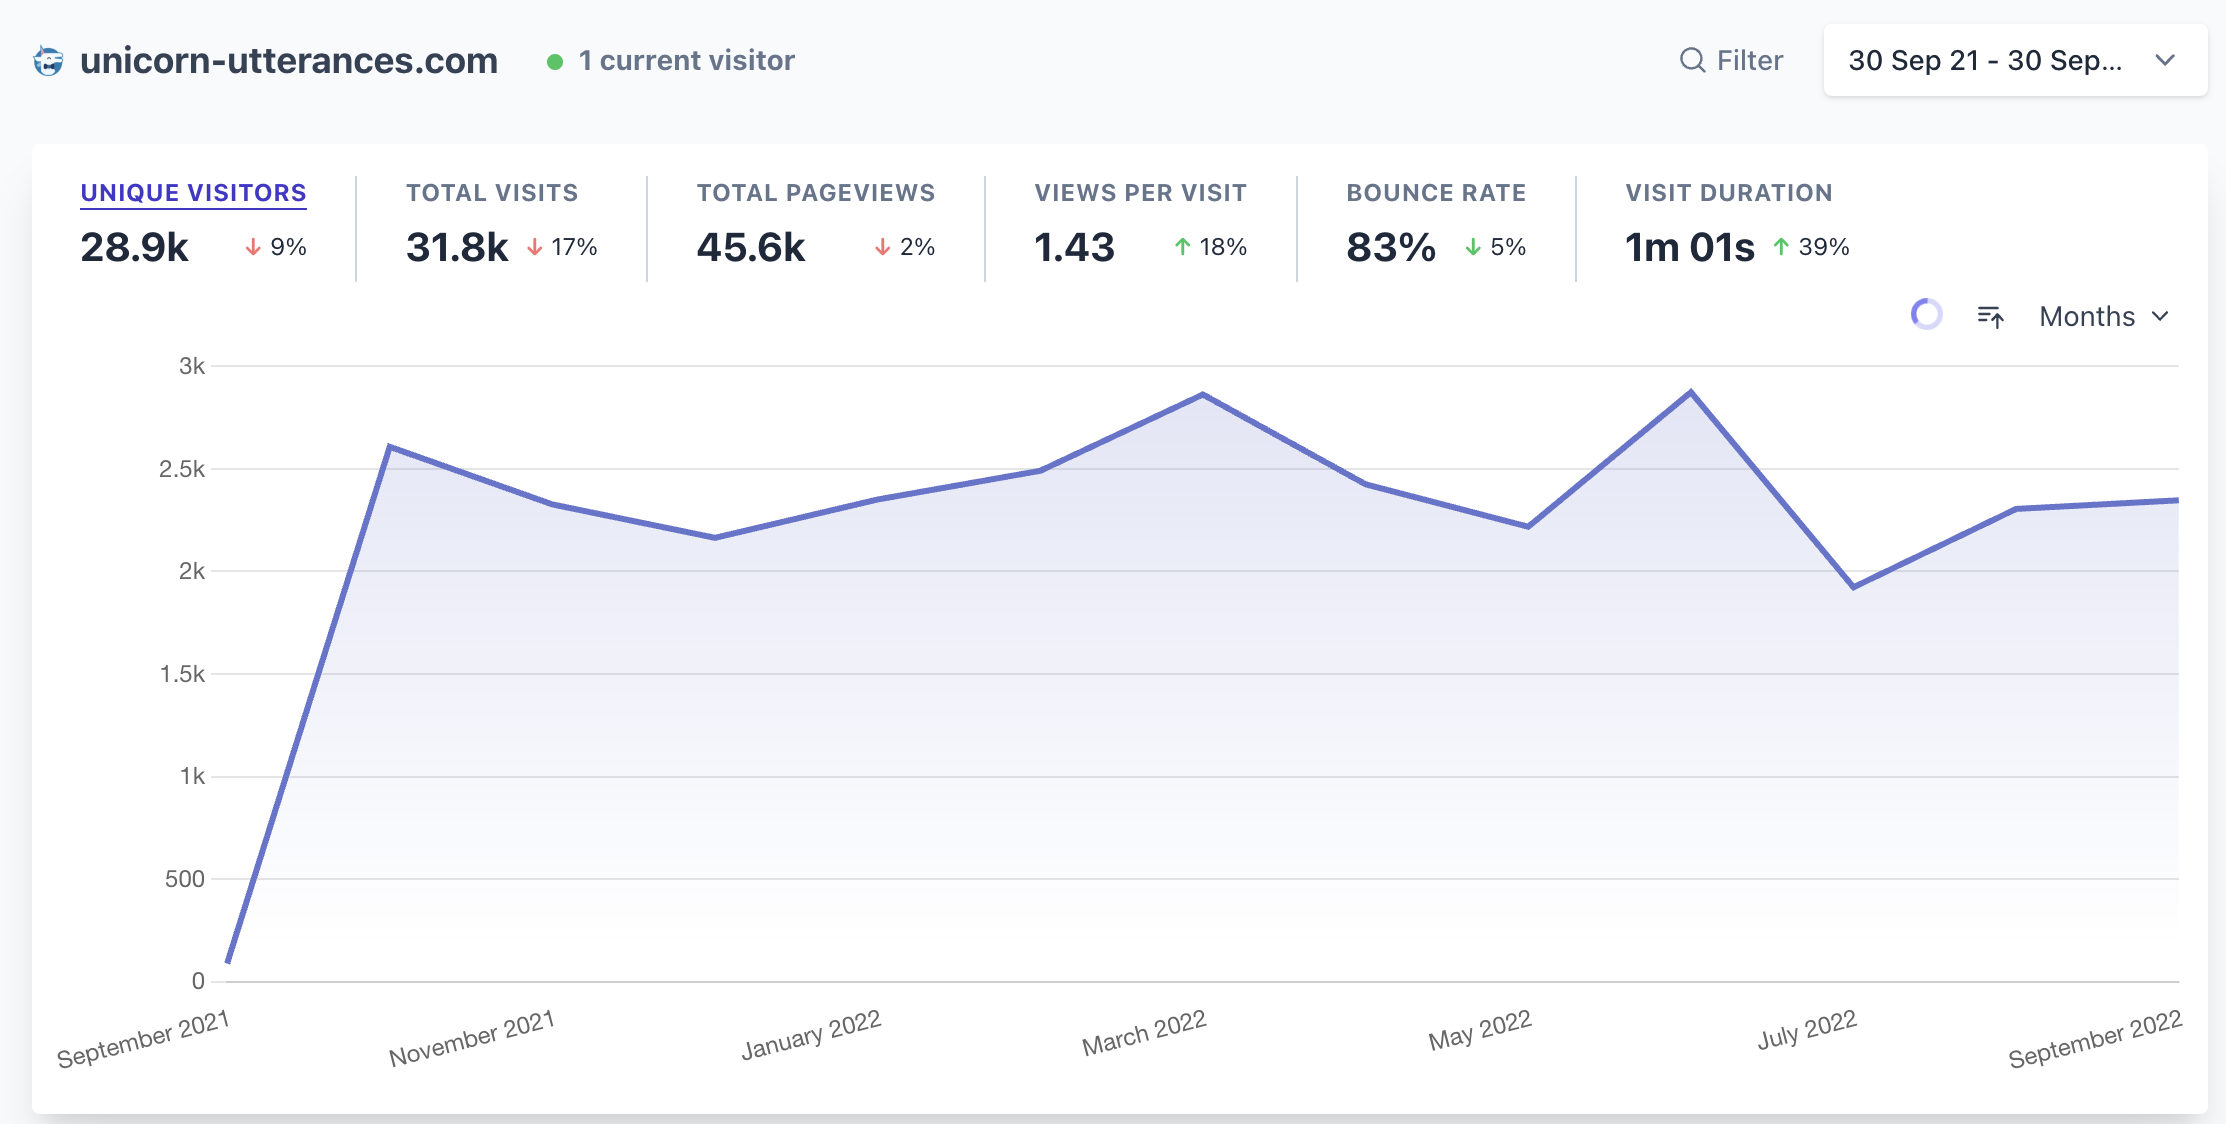 unicorn-utterances.com
1 current visitor
Filter
30 Sep 21 - 30 Sep...
UNIQUE VISITORS
28.9k 9%
TOTAL VISITS
31.8k 17%
TOTAL PAGEVIEWS
45.6k 2%
VIEWS PER VISIT
1.43 18%
BOUNCE RATE
83% 5%
VISIT DURATION
1m 01s 39%
Months
3k
2.5k
2k
1.5k
1k
500
0
September 2021
November 2021
January 2022
March 2022
May 2022
July 2022
September 2022